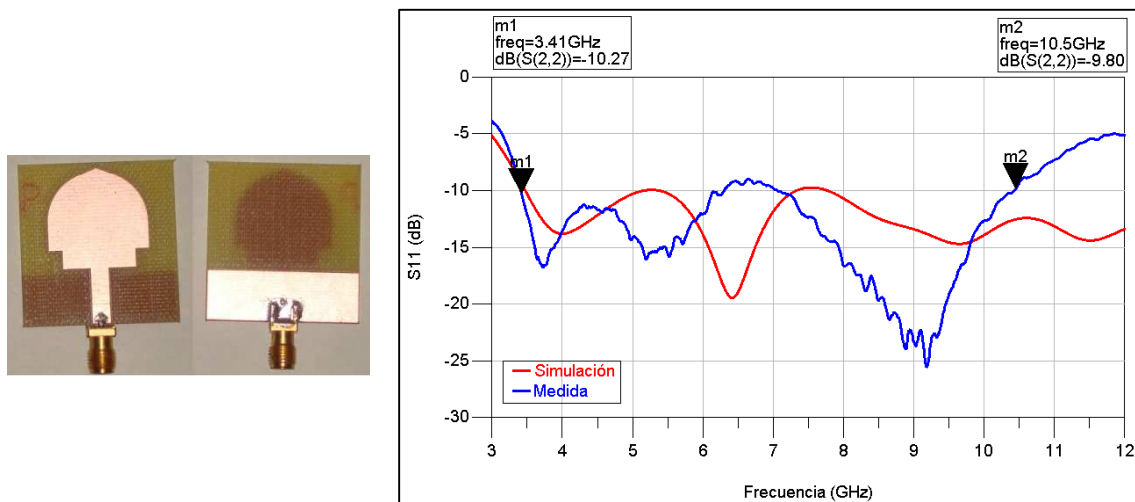 m1
freq=3.41GHz
dB(S(2,2))=-10.27
m2
freq=10.5GHz
dB(S(2,2))=-9.80
m1
m2
0
-5
-10
-15
-20
-25
-30
S11 (dB)
Simulación
Medida
3 4 5 6 7 8 9 10 11 12
Frecuencia (GHz)